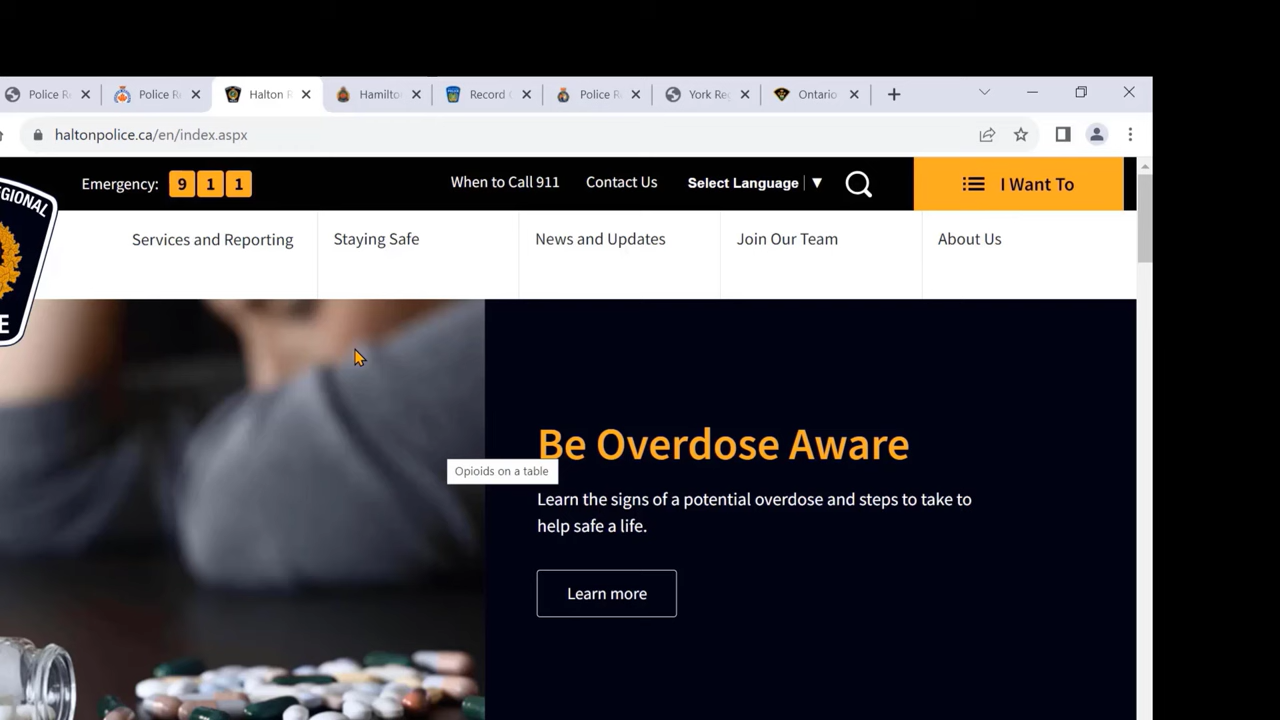 Police R
Police R
Halton R
Hamilto
Record
Police R
York Reg
Ontario
haltonpolice.ca/en/index.aspx
REGIONAL
E
Emergency: 9 1 1
When to Call 911
Contact Us
Select Language
I Want To
Services and Reporting
Staying Safe
News and Updates
Join Our Team
About Us
Be Overdose Aware
Opioids on a table
Learn the signs of a potential overdose and steps to take to
help safe a life.
Learn more